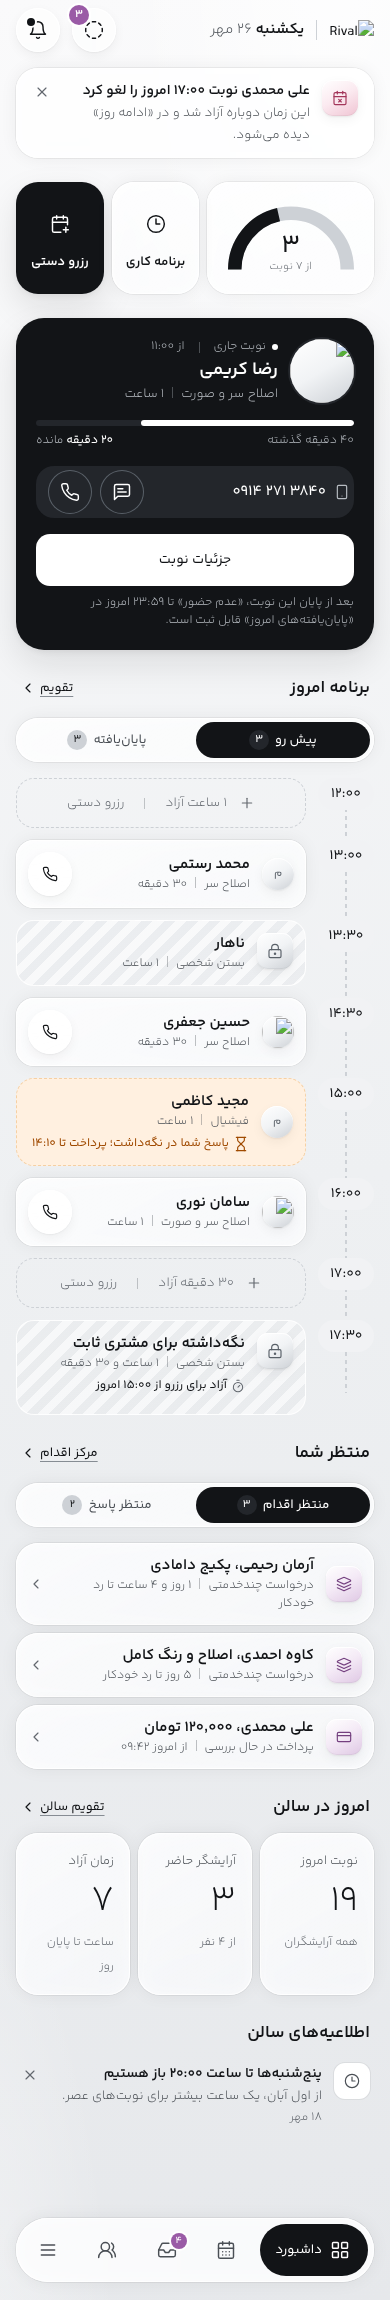 Rival
یکشنبه ۲۶ مهر
۳
علی محمدی نوبت ۱۷:۰۰ امروز را لغو کرد
این زمان دوباره آزاد شد و در «ادامه روز»
دیده می‌شود.
۳
از ۷ نوبت
برنامه کاری
رزرو دستی
نوبت جاری | از ۱۱:۰۰
رضا کریمی
اصلاح سر و صورت | ۱ ساعت
۴۰ دقیقه گذشته
۲۰ دقیقه مانده
۰۹۱۴ ۲۷۱ ۳۸۴۰
جزئیات نوبت
بعد از پایان این نوبت، «عدم حضور» تا ۲۳:۵۹ امروز در
«پایان‌یافته‌های امروز» قابل ثبت است.
برنامه امروز
تقویم
پیش رو ۳
پایان‌یافته ۳
۱۲:۰۰
۱ ساعت آزاد | رزرو دستی
۱۳:۰۰
م
محمد رستمی
اصلاح سر | ۳۰ دقیقه
۱۳:۳۰
ناهار
بستن شخصی | ۱ ساعت
۱۴:۳۰
حسین جعفری
اصلاح سر | ۳۰ دقیقه
۱۵:۰۰
م
مجید کاظمی
فیشیال | ۱ ساعت
پاسخ شما در نگه‌داشت؛ پرداخت تا ۱۴:۱۰
۱۶:۰۰
سامان نوری
اصلاح سر و صورت | ۱ ساعت
۱۷:۰۰
۳۰ دقیقه آزاد | رزرو دستی
۱۷:۳۰
نگه‌داشته برای مشتری ثابت
بستن شخصی | ۱ ساعت و ۳۰ دقیقه
آزاد برای رزرو از ۱۵:۰۰ امروز
منتظر شما
مرکز اقدام
منتظر اقدام ۳
منتظر پاسخ ۲
آرمان رحیمی، پکیج دامادی
درخواست چندخدمتی | ۱ روز و ۴ ساعت تا رد
خودکار
کاوه احمدی، اصلاح و رنگ کامل
درخواست چندخدمتی | ۵ روز تا رد خودکار
علی محمدی، ۱۲۰,۰۰۰ تومان
پرداخت در حال بررسی | از امروز ۰۹:۴۲
امروز در سالن
تقویم سالن
نوبت امروز
۱۹
همه آرایشگران
آرایشگر حاضر
۳
از ۴ نفر
زمان آزاد
۷
ساعت تا پایان
روز
اطلاعیه‌های سالن
پنج‌شنبه‌ها تا ساعت ۲۰:۰۰ باز هستیم
از اول آبان، یک ساعت بیشتر برای نوبت‌های عصر.
۱۸ مهر
داشبورد
۴